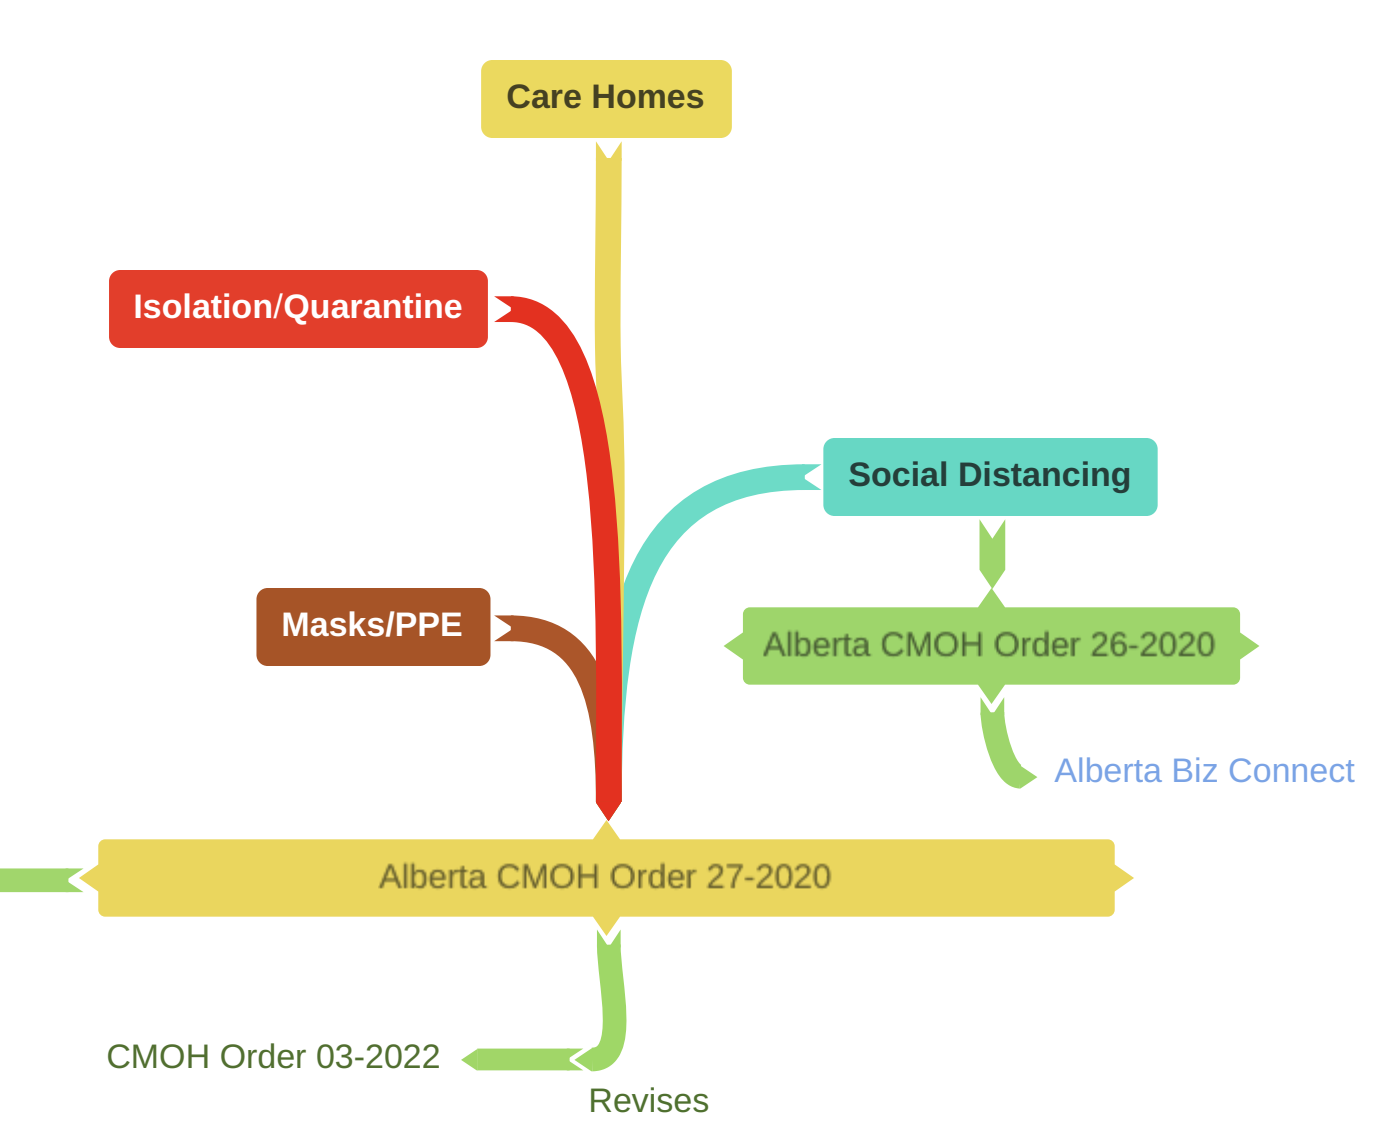 Care Homes
Isolation/Quarantine
Social Distancing
Masks/PPE
Alberta CMOH Order 26-2020
Alberta Biz Connect
Alberta CMOH Order 27-2020
CMOH Order 03-2022
Revises